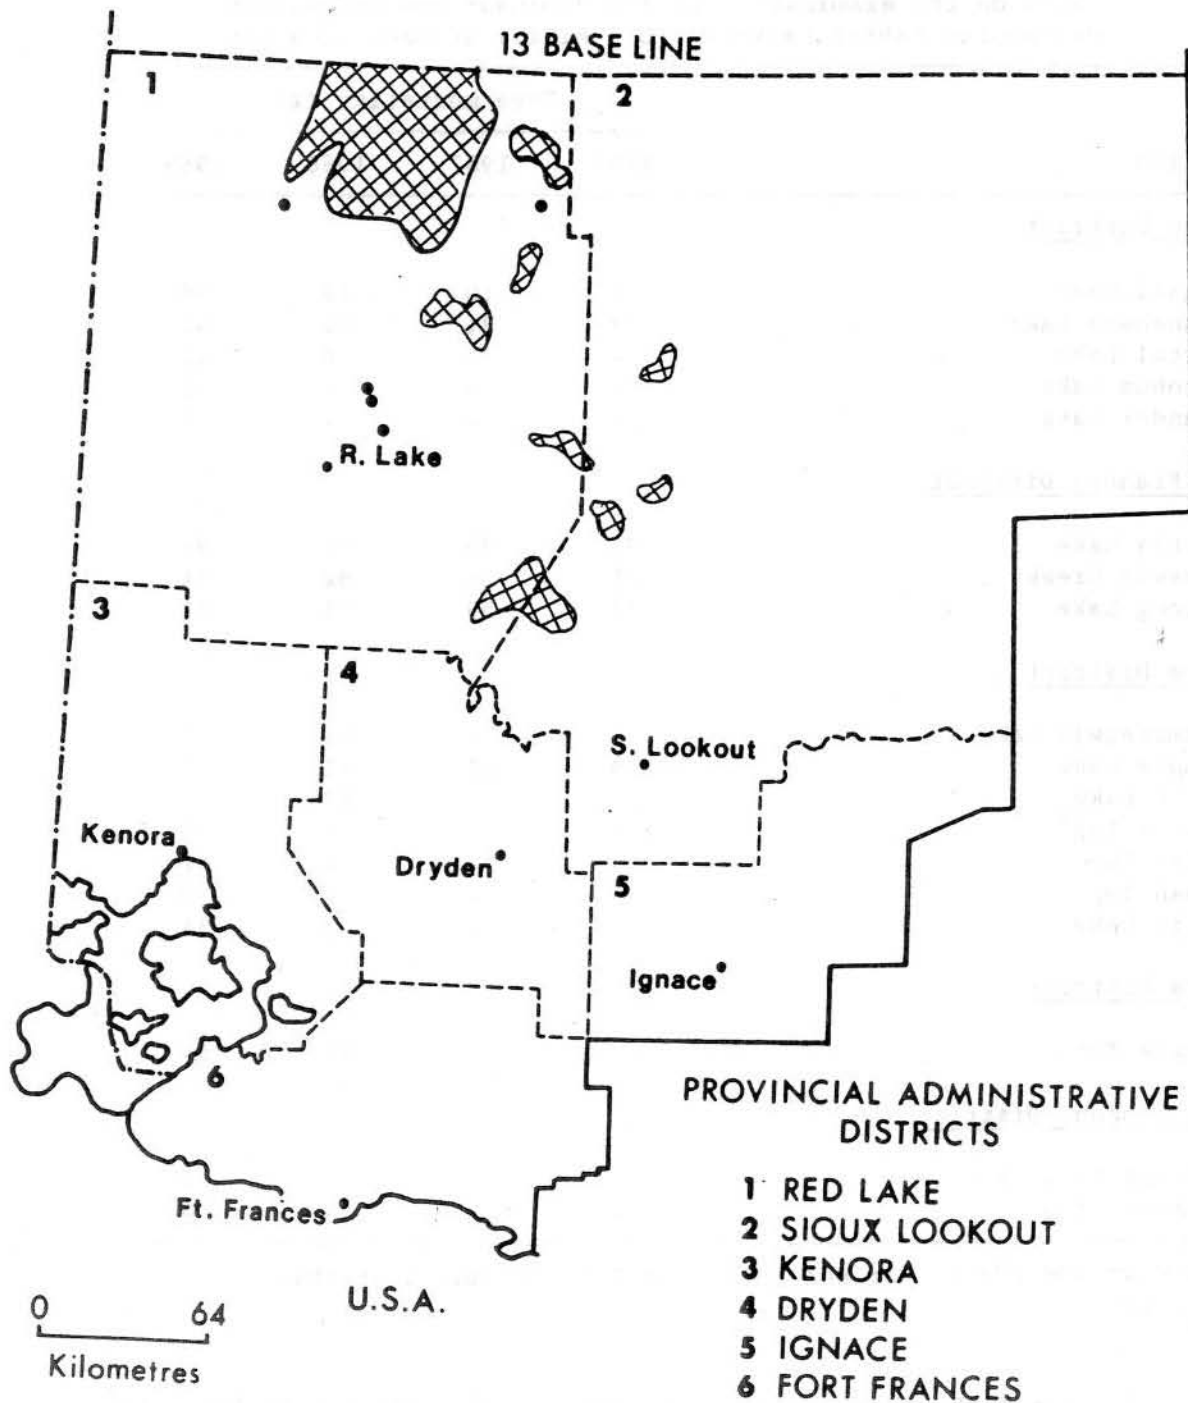 13 BASE LINE
1
2
R. Lake
3
4
S. Lookout
Kenora
Dryden
5
Ignace
6
PROVINCIAL ADMINISTRATIVE
DISTRICTS
Ft. Frances
1 RED LAKE
2 SIOUX LOOKOUT
3 KENORA
4 DRYDEN
5 IGNACE
6 FORT FRANCES
U.S.A.
0 64
Kilometres